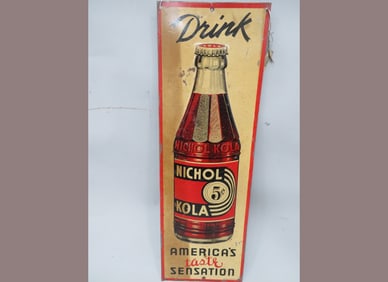 Drink
NICHOL KOLA
NICHOL
5¢
KOLA
AMERICA'S
taste
SENSATION